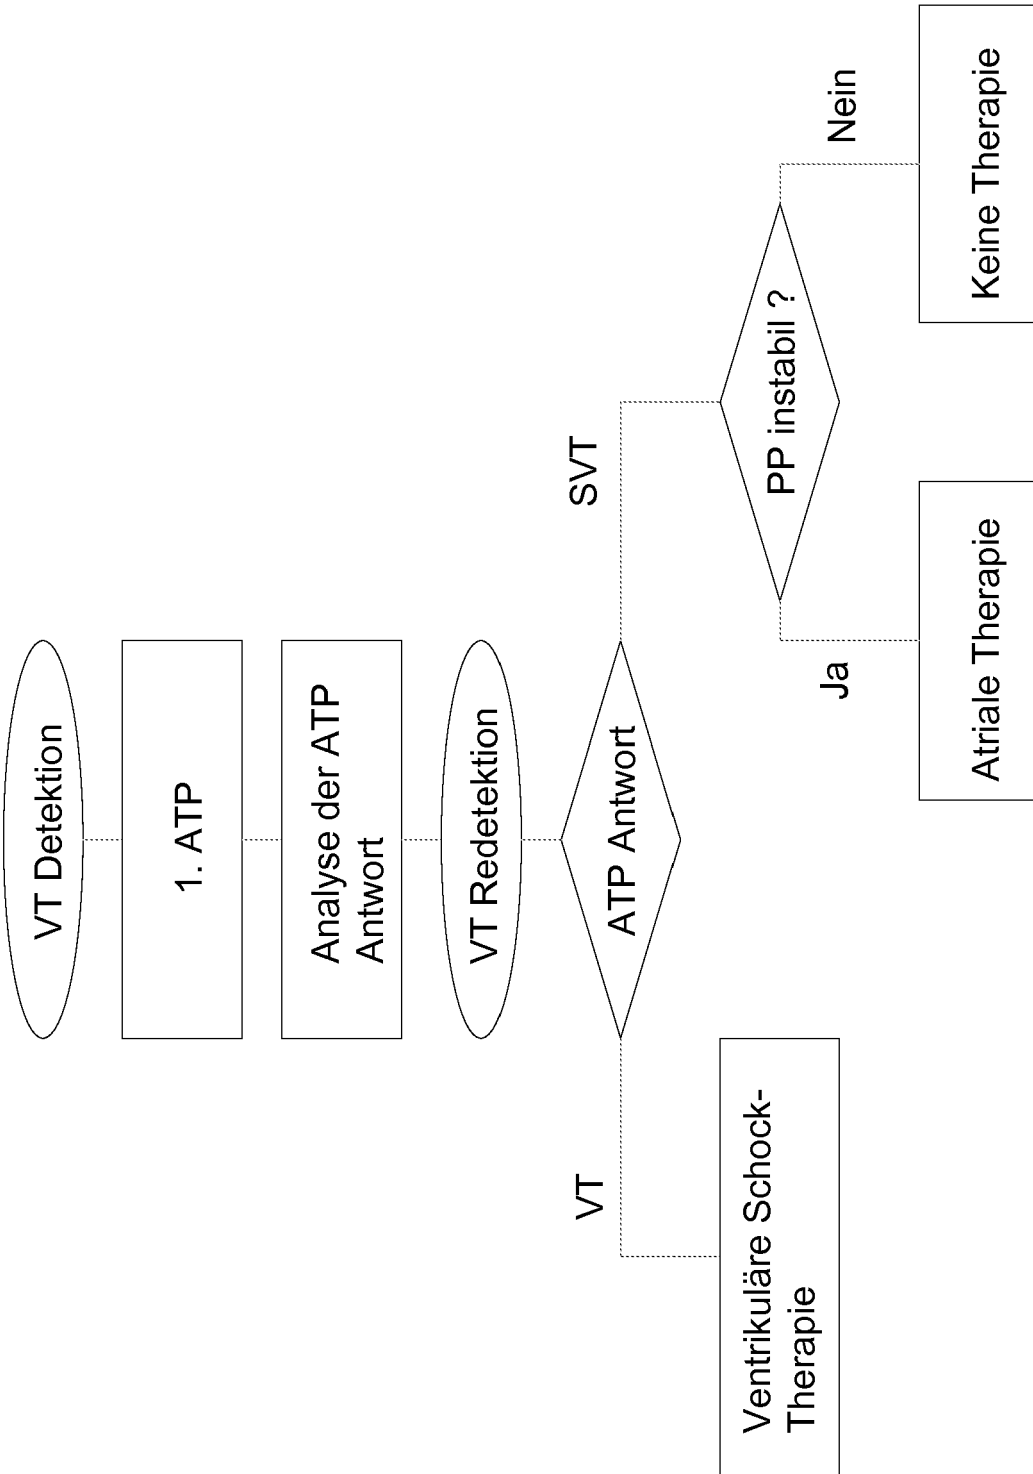 VT Detektion
1. ATP
Analyse der ATP
Antwort
VT Redetektion
ATP Antwort
VT
SVT
Ventrikuläre Schock-
Therapie
PP instabil ?
Ja
Nein
Atriale Therapie
Keine Therapie